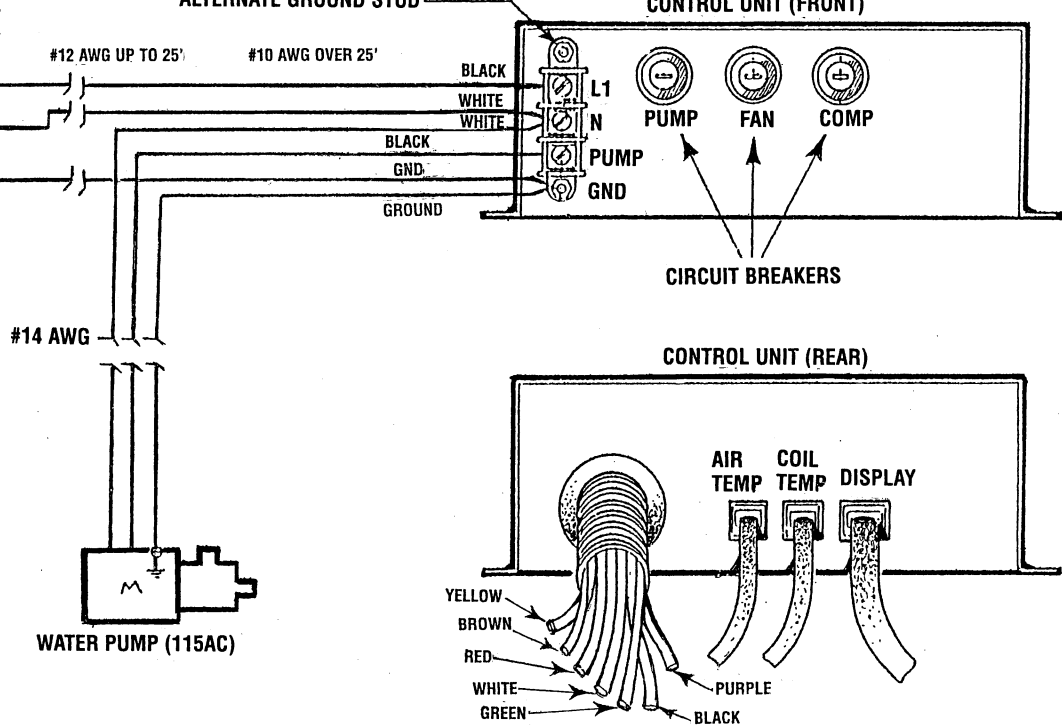 ALTERNATE GROUND STUD
CONTROL UNIT (FRONT)
#12 AWG UP TO 25'
#10 AWG OVER 25'
BLACK
L1
WHITE
WHITE
N
PUMP
FAN
COMP
BLACK
PUMP
GND
GND
GROUND
CIRCUIT BREAKERS
#14 AWG
CONTROL UNIT (REAR)
AIR
TEMP
COIL
TEMP
DISPLAY
M
WATER PUMP (115AC)
YELLOW
BROWN
RED
WHITE
GREEN
PURPLE
BLACK